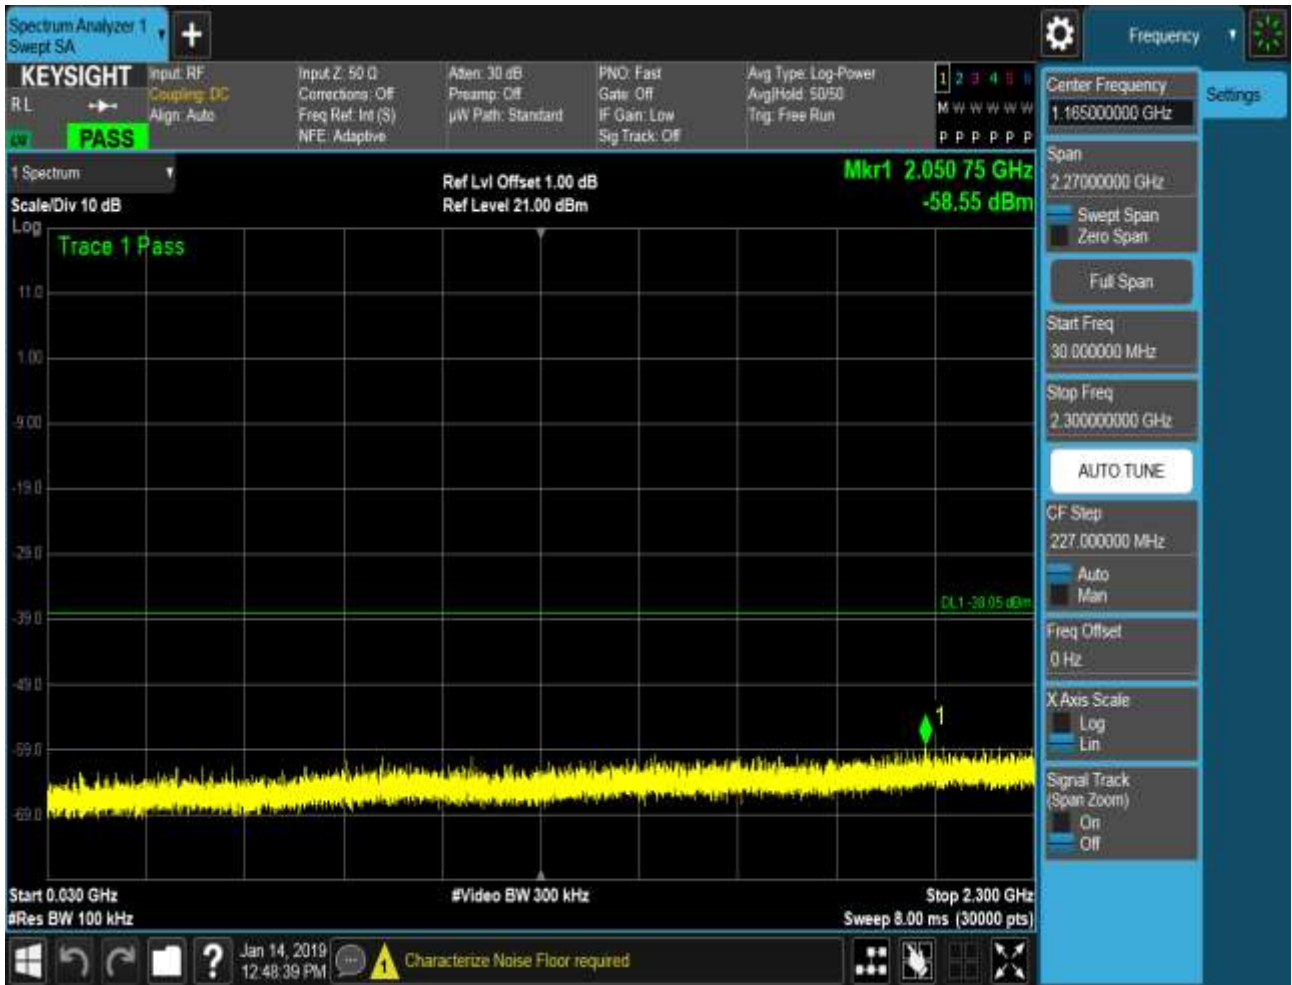 Spectrum Analyzer 1
Swept SA
+
Frequency
KEYSIGHT
RL
PASS
Input: RF
Coupling: DC
Align: Auto
Input Z: 50 Ω
Corrections: Off
Freq Ref: Int (S)
NFE: Adaptive
Atten: 30 dB
Preamp: Off
µW Path: Standard
PNO: Fast
Gate: Off
IF Gain: Low
Sig Track: Off
Avg Type: Log-Power
Avg|Hold: 50/50
Trig: Free Run
1 2 3 4 5 6
M W W W W W
P P P P P P
1 Spectrum
Scale/Div 10 dB
Ref Lvl Offset 1.00 dB
Ref Level 21.00 dBm
Mkr1 2.050 75 GHz
-58.55 dBm
Log
Trace 1 Pass
11.0
1.00
-9.00
-19.0
-29.0
-39.0
-49.0
-59.0
-69.0
DL1 -38.05 dBm
1
Start 0.030 GHz
#Res BW 100 kHz
#Video BW 300 kHz
Stop 2.300 GHz
Sweep 8.00 ms (30000 pts)
Center Frequency
1.165000000 GHz
Settings
Span
2.27000000 GHz
Swept Span
Zero Span
Full Span
Start Freq
30.000000 MHz
Stop Freq
2.300000000 GHz
AUTO TUNE
CF Step
227.000000 MHz
Auto
Man
Freq Offset
0 Hz
X Axis Scale
Log
Lin
Signal Track
(Span Zoom)
On
Off
?
Jan 14, 2019
12:48:39 PM
1
Characterize Noise Floor required